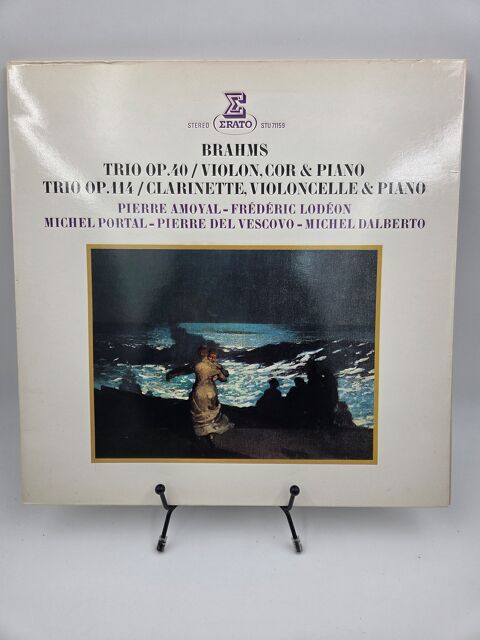 STEREO ERATO STU 71159
BRAHMS
TRIO OP.40 / VIOLON, COR & PIANO
TRIO OP.114 / CLARINETTE, VIOLONCELLE & PIANO
PIERRE AMOYAL – FRÉDÉRIC LODÉON
MICHEL PORTAL – PIERRE DEL VESCOVO – MICHEL DALBERTO